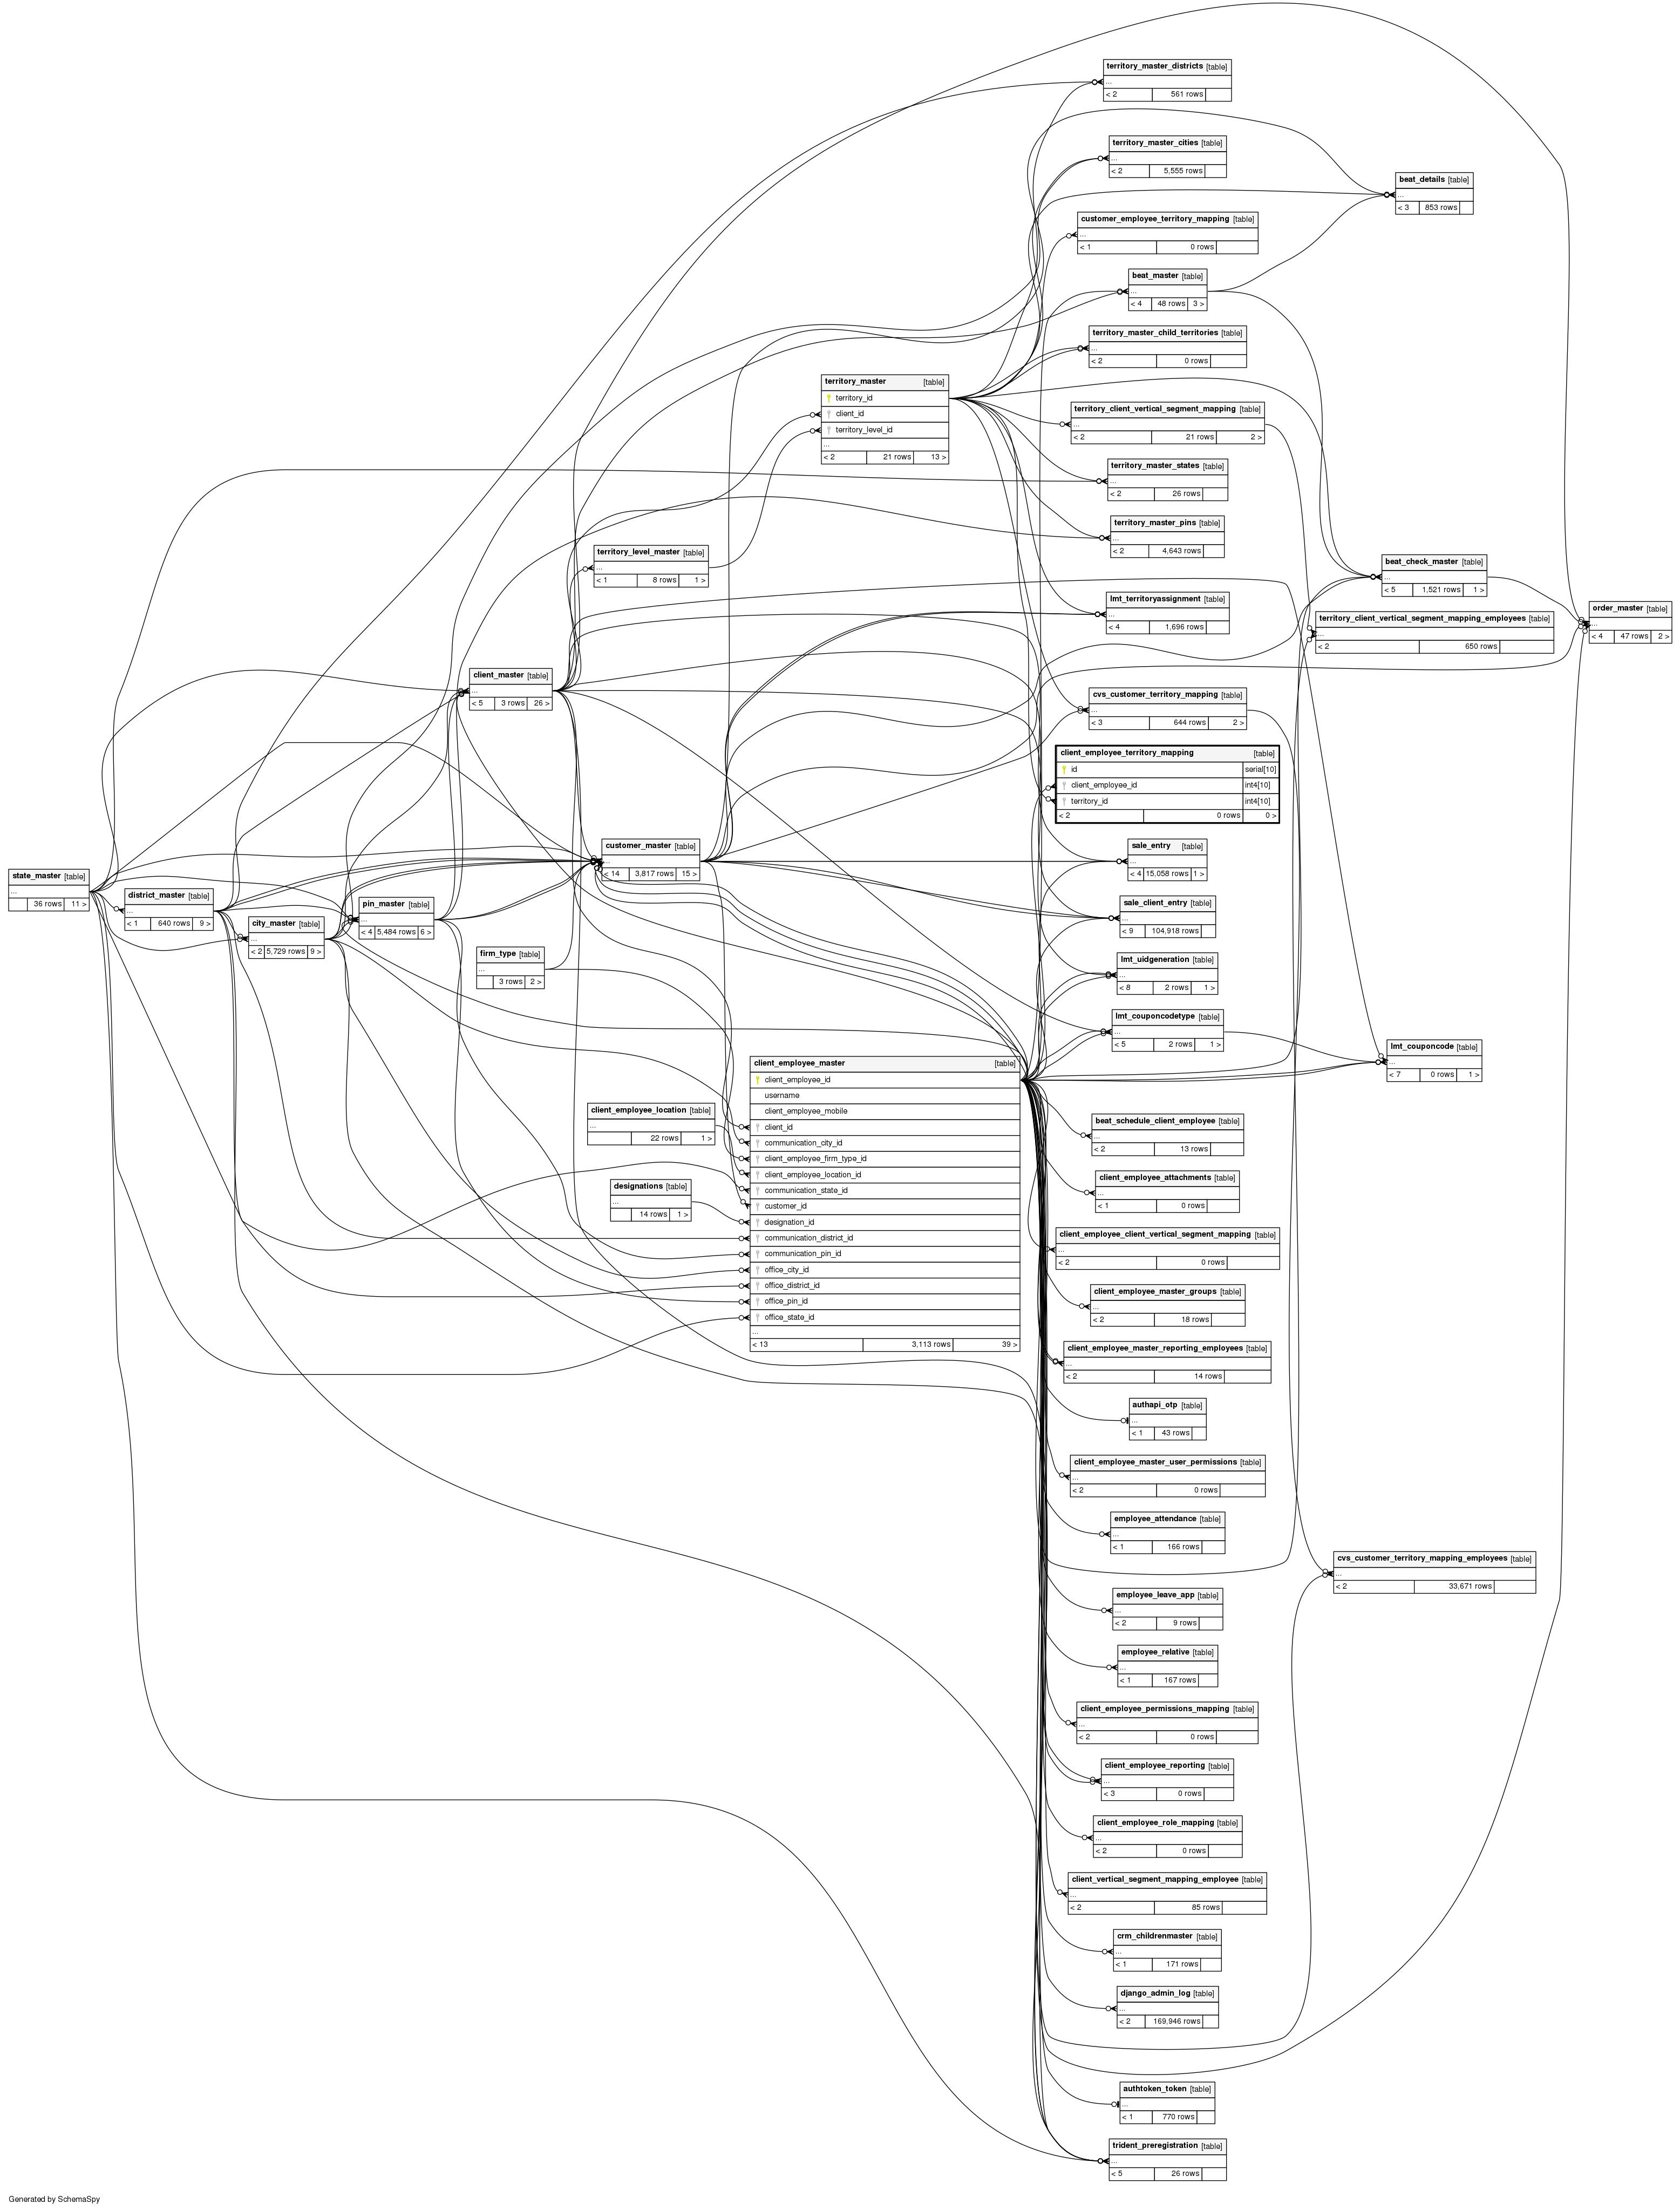 territory_master_districts [table]
...
< 2 561 rows
territory_master_cities [table]
...
< 2 5,555 rows
beat_details [table]
...
< 3 853 rows
customer_employee_territory_mapping [table]
...
< 1 0 rows
beat_master [table]
...
< 4 48 rows 3 >
territory_master_child_territories [table]
...
< 2 0 rows
territory_master [table]
territory_id
client_id
territory_level_id
...
< 2 21 rows 13 >
territory_client_vertical_segment_mapping [table]
...
< 2 21 rows 2 >
territory_master_states [table]
...
< 2 26 rows
territory_master_pins [table]
...
< 2 4,643 rows
territory_level_master [table]
...
< 1 8 rows 1 >
beat_check_master [table]
...
< 5 1,521 rows 1 >
lmt_territoryassignment [table]
...
< 4 1,696 rows
order_master [table]
...
< 4 47 rows 2 >
territory_client_vertical_segment_mapping_employees [table]
...
< 2 650 rows
client_master [table]
...
< 5 3 rows 26 >
cvs_customer_territory_mapping [table]
...
< 3 644 rows 2 >
client_employee_territory_mapping [table]
id serial[10]
client_employee_id int4[10]
territory_id int4[10]
< 2 0 rows 0 >
customer_master [table]
...
< 14 3,817 rows 15 >
sale_entry [table]
...
< 4 15,058 rows 1 >
state_master [table]
...
36 rows 11 >
district_master [table]
...
< 1 640 rows 9 >
pin_master [table]
...
< 4 5,484 rows 6 >
city_master [table]
...
< 2 5,729 rows 9 >
sale_client_entry [table]
...
< 9 104,918 rows
firm_type [table]
...
3 rows 2 >
lmt_uidgeneration [table]
...
< 8 2 rows 1 >
lmt_couponcodetype [table]
...
< 5 2 rows 1 >
lmt_couponcode [table]
...
< 7 0 rows 1 >
client_employee_master [table]
client_employee_id
username
client_employee_mobile
client_id
communication_city_id
client_employee_firm_type_id
client_employee_location_id
communication_state_id
customer_id
designation_id
communication_district_id
communication_pin_id
office_city_id
office_district_id
office_pin_id
office_state_id
...
< 13 3,113 rows 39 >
client_employee_location [table]
...
22 rows 1 >
designations [table]
...
14 rows 1 >
beat_schedule_client_employee [table]
...
< 2 13 rows
client_employee_attachments [table]
...
< 1 0 rows
client_employee_client_vertical_segment_mapping [table]
...
< 2 0 rows
client_employee_master_groups [table]
...
< 2 18 rows
client_employee_master_reporting_employees [table]
...
< 2 14 rows
authapi_otp [table]
...
< 1 43 rows
client_employee_master_user_permissions [table]
...
< 2 0 rows
employee_attendance [table]
...
< 1 166 rows
cvs_customer_territory_mapping_employees [table]
...
< 2 33,671 rows
employee_leave_app [table]
...
< 2 9 rows
employee_relative [table]
...
< 1 167 rows
client_employee_permissions_mapping [table]
...
< 2 0 rows
client_employee_reporting [table]
...
< 3 0 rows
client_employee_role_mapping [table]
...
< 2 0 rows
client_vertical_segment_mapping_employee [table]
...
< 2 85 rows
crm_childrenmaster [table]
...
< 1 171 rows
django_admin_log [table]
...
< 2 169,946 rows
authtoken_token [table]
...
< 1 770 rows
trident_preregistration [table]
...
< 5 26 rows
Generated by SchemaSpy